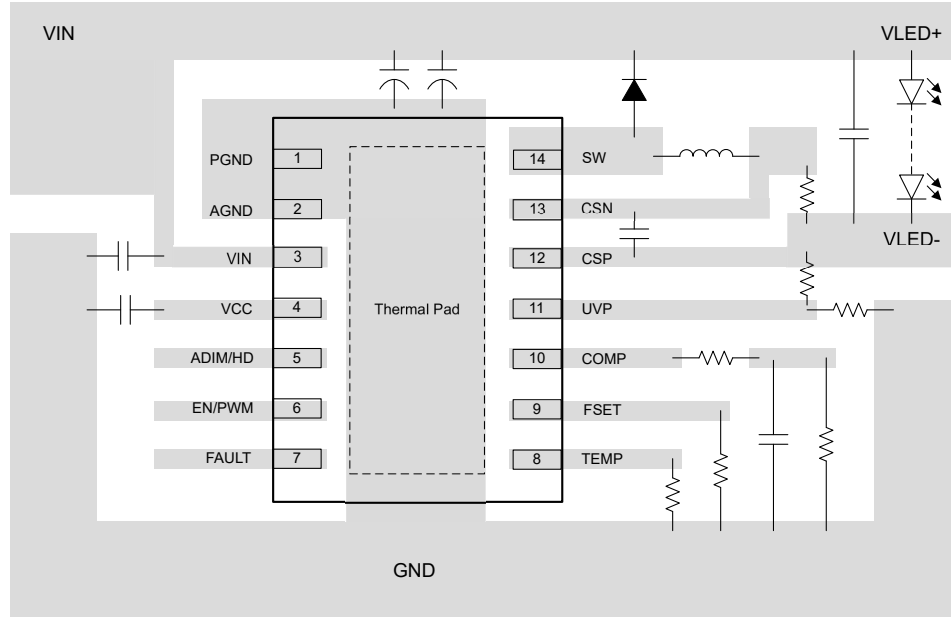 VIN
VLED+
PGND 1
14 SW
AGND 2
13 CSN
VLED-
VIN 3
12 CSP
VCC 4
Thermal Pad
11 UVP
ADIM/HD 5
10 COMP
EN/PWM 6
9 FSET
FAULT 7
8 TEMP
GND